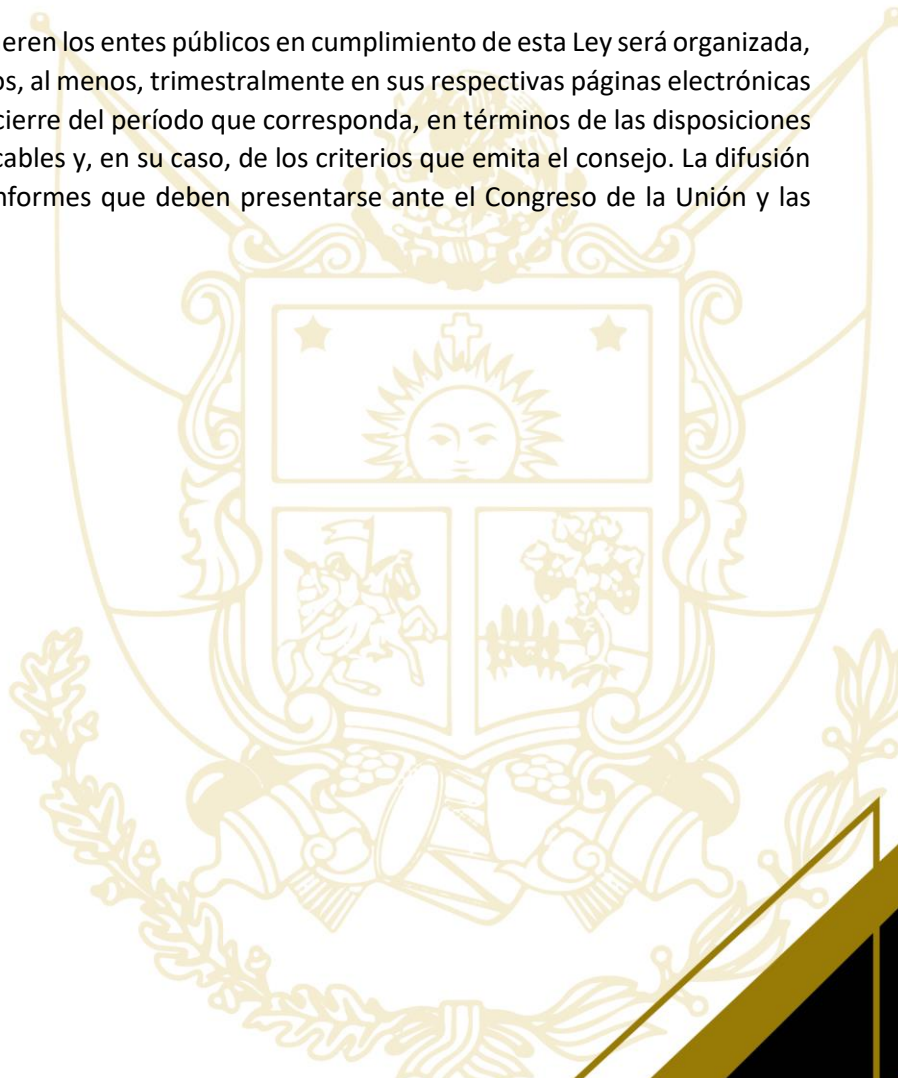 eren los entes públicos en cumplimiento de esta Ley será organizada,
os, al menos, trimestralmente en sus respectivas páginas electrónicas
cierre del período que corresponda, en términos de las disposiciones
cables y, en su caso, de los criterios que emita el consejo. La difusión
nformes que deben presentarse ante el Congreso de la Unión y las